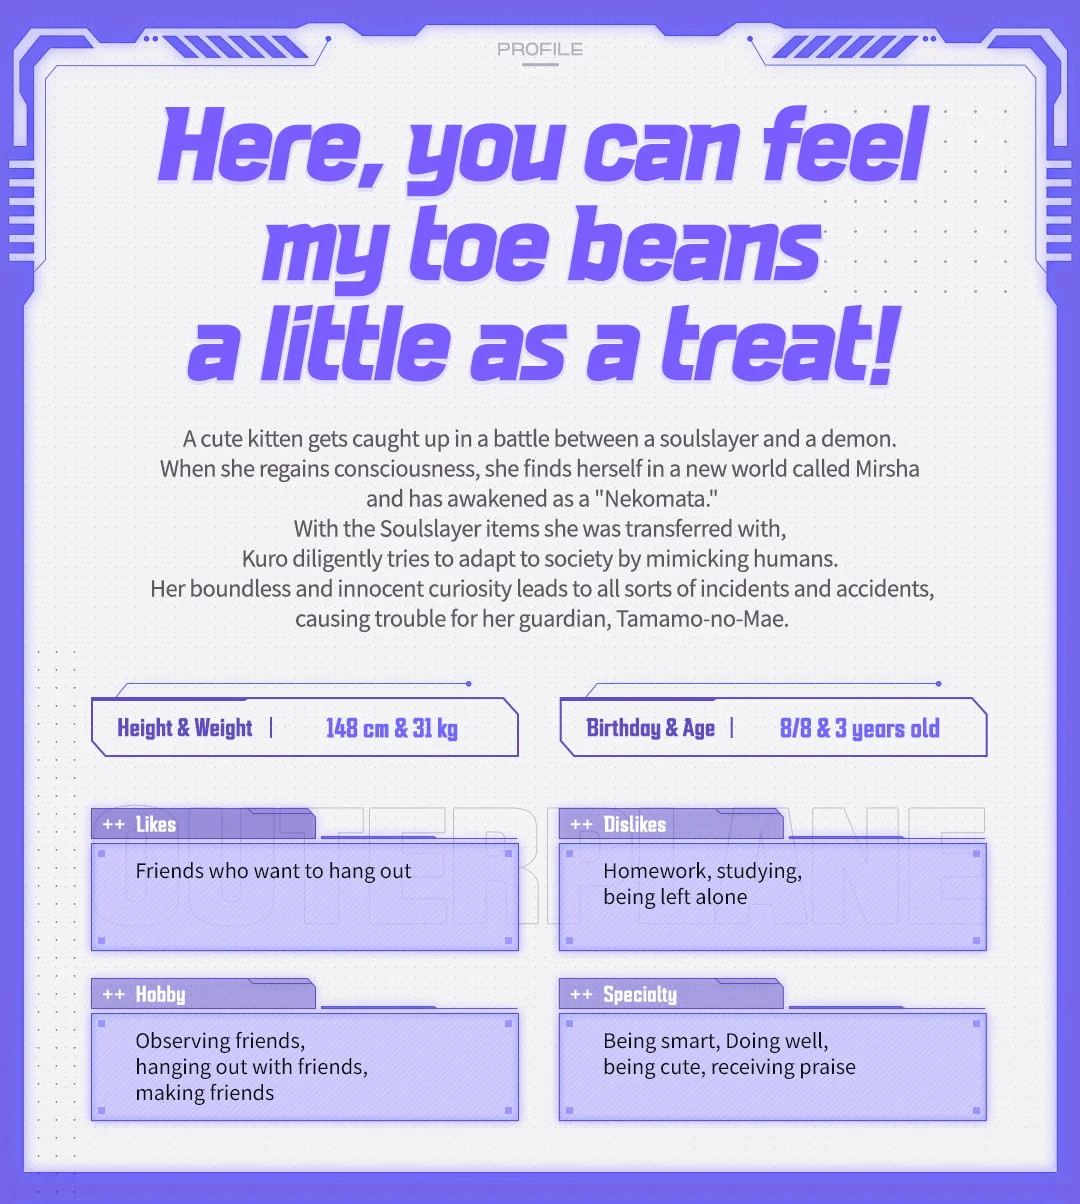 PROFILE
Here, you can feel
my toe beans
a little as a treat!
A cute kitten gets caught up in a battle between a soulslayer and a demon.
When she regains consciousness, she finds herself in a new world called Mirsha
and has awakened as a "Nekomata."
With the Soulslayer items she was transferred with,
Kuro diligently tries to adapt to society by mimicking humans.
Her boundless and innocent curiosity leads to all sorts of incidents and accidents,
causing trouble for her guardian, Tamamo-no-Mae.
Height & Weight | 148 cm & 31 kg
Birthday & Age | 8/8 & 3 years old
OUTERPLANE
++ Likes
Friends who want to hang out
++ Dislikes
Homework, studying,
being left alone
++ Hobby
Observing friends,
hanging out with friends,
making friends
++ Specialty
Being smart, Doing well,
being cute, receiving praise